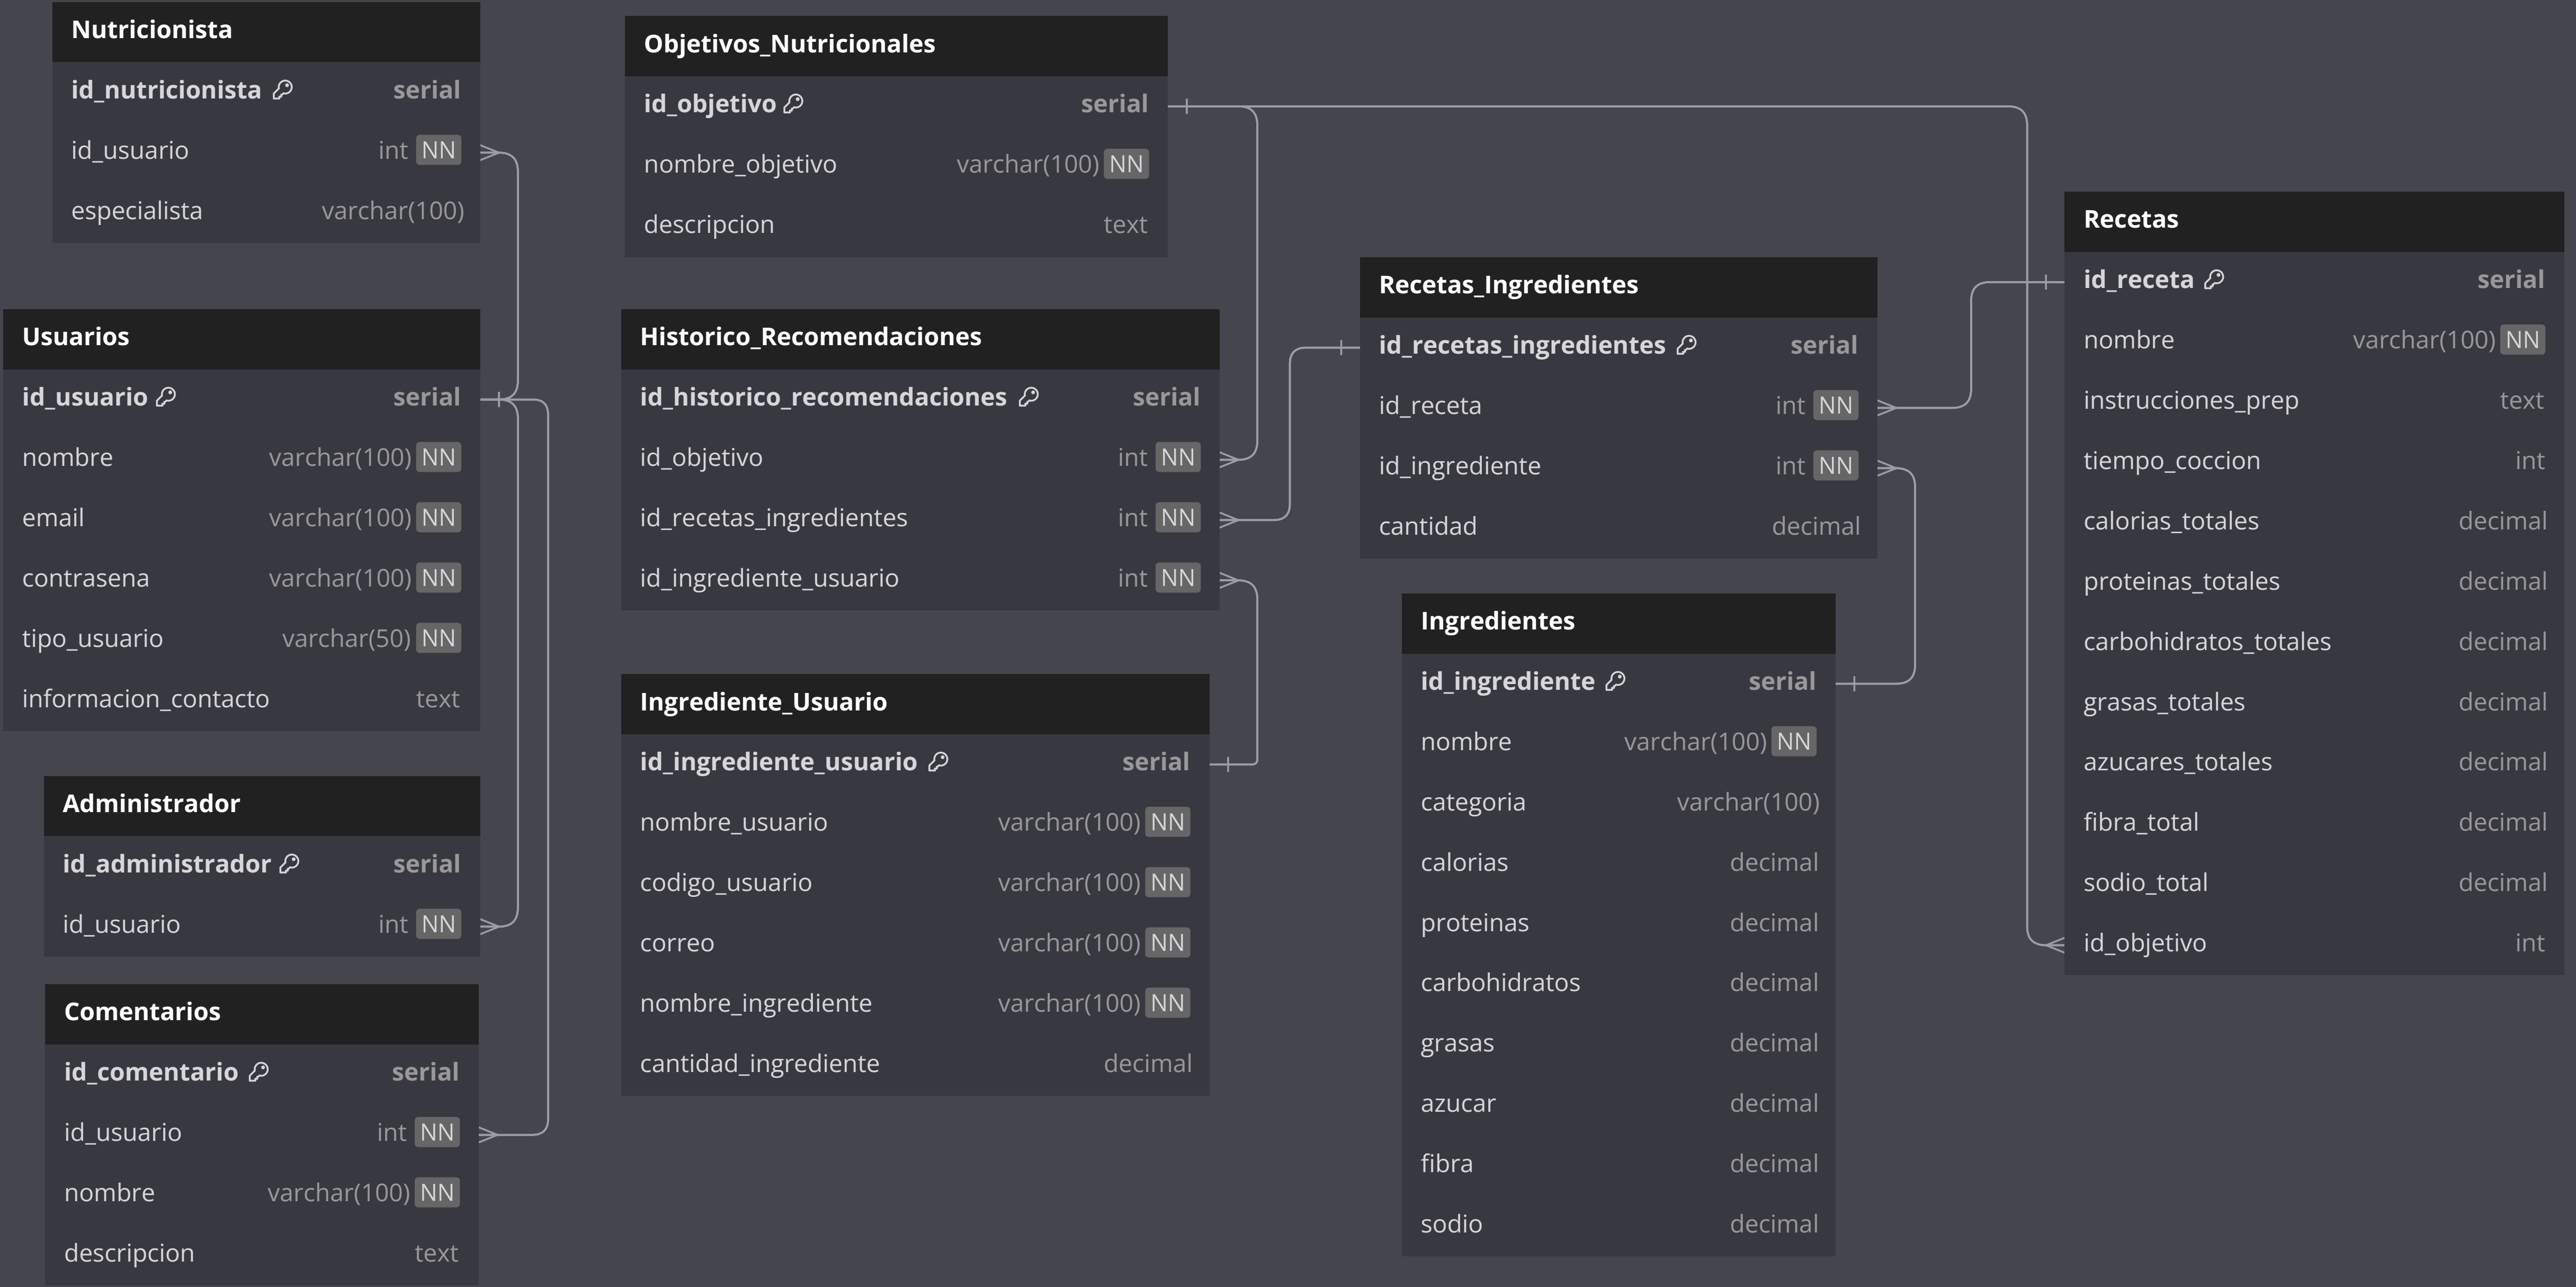 Nutricionista
id_nutricionista serial
id_usuario int NN
especialista varchar(100)
Usuarios
id_usuario serial
nombre varchar(100) NN
email varchar(100) NN
contrasena varchar(100) NN
tipo_usuario varchar(50) NN
informacion_contacto text
Administrador
id_administrador serial
id_usuario int NN
Comentarios
id_comentario serial
id_usuario int NN
nombre varchar(100) NN
descripcion text
Objetivos_Nutricionales
id_objetivo serial
nombre_objetivo varchar(100) NN
descripcion text
Historico_Recomendaciones
id_historico_recomendaciones serial
id_objetivo int NN
id_recetas_ingredientes int NN
id_ingrediente_usuario int NN
Ingrediente_Usuario
id_ingrediente_usuario serial
nombre_usuario varchar(100) NN
codigo_usuario varchar(100) NN
correo varchar(100) NN
nombre_ingrediente varchar(100) NN
cantidad_ingrediente decimal
Recetas_Ingredientes
id_recetas_ingredientes serial
id_receta int NN
id_ingrediente int NN
cantidad decimal
Ingredientes
id_ingrediente serial
nombre varchar(100) NN
categoria varchar(100)
calorias decimal
proteinas decimal
carbohidratos decimal
grasas decimal
azucar decimal
fibra decimal
sodio decimal
Recetas
id_receta serial
nombre varchar(100) NN
instrucciones_prep text
tiempo_coccion int
calorias_totales decimal
proteinas_totales decimal
carbohidratos_totales decimal
grasas_totales decimal
azucares_totales decimal
fibra_total decimal
sodio_total decimal
id_objetivo int